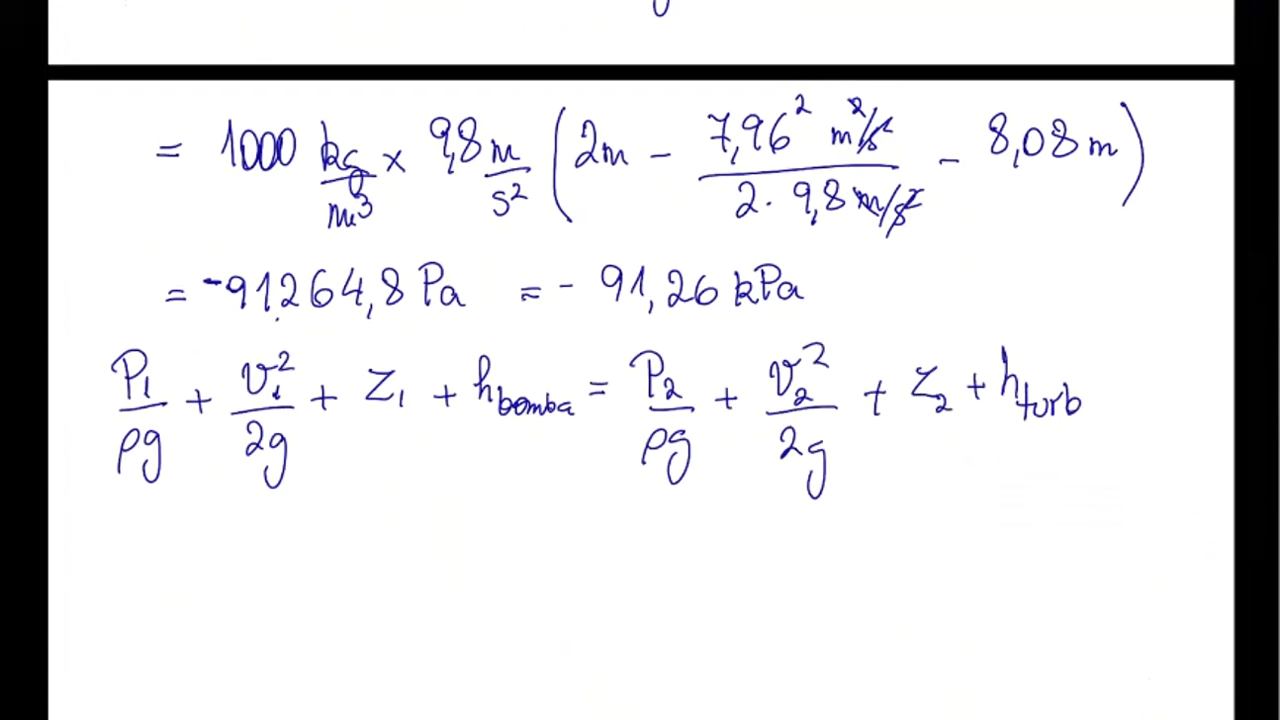 = 1000 kg/m³ × 9,8 m/s² (2m - 7,96² m²/s² / 2 · 9,8 m/s² - 8,08 m)
= -91264,8 Pa = - 91,26 kPa
P₁/ρg + v₁²/2g + Z₁ + h_bomba = P₂/ρg + v₂²/2g + Z₂ + h_turb